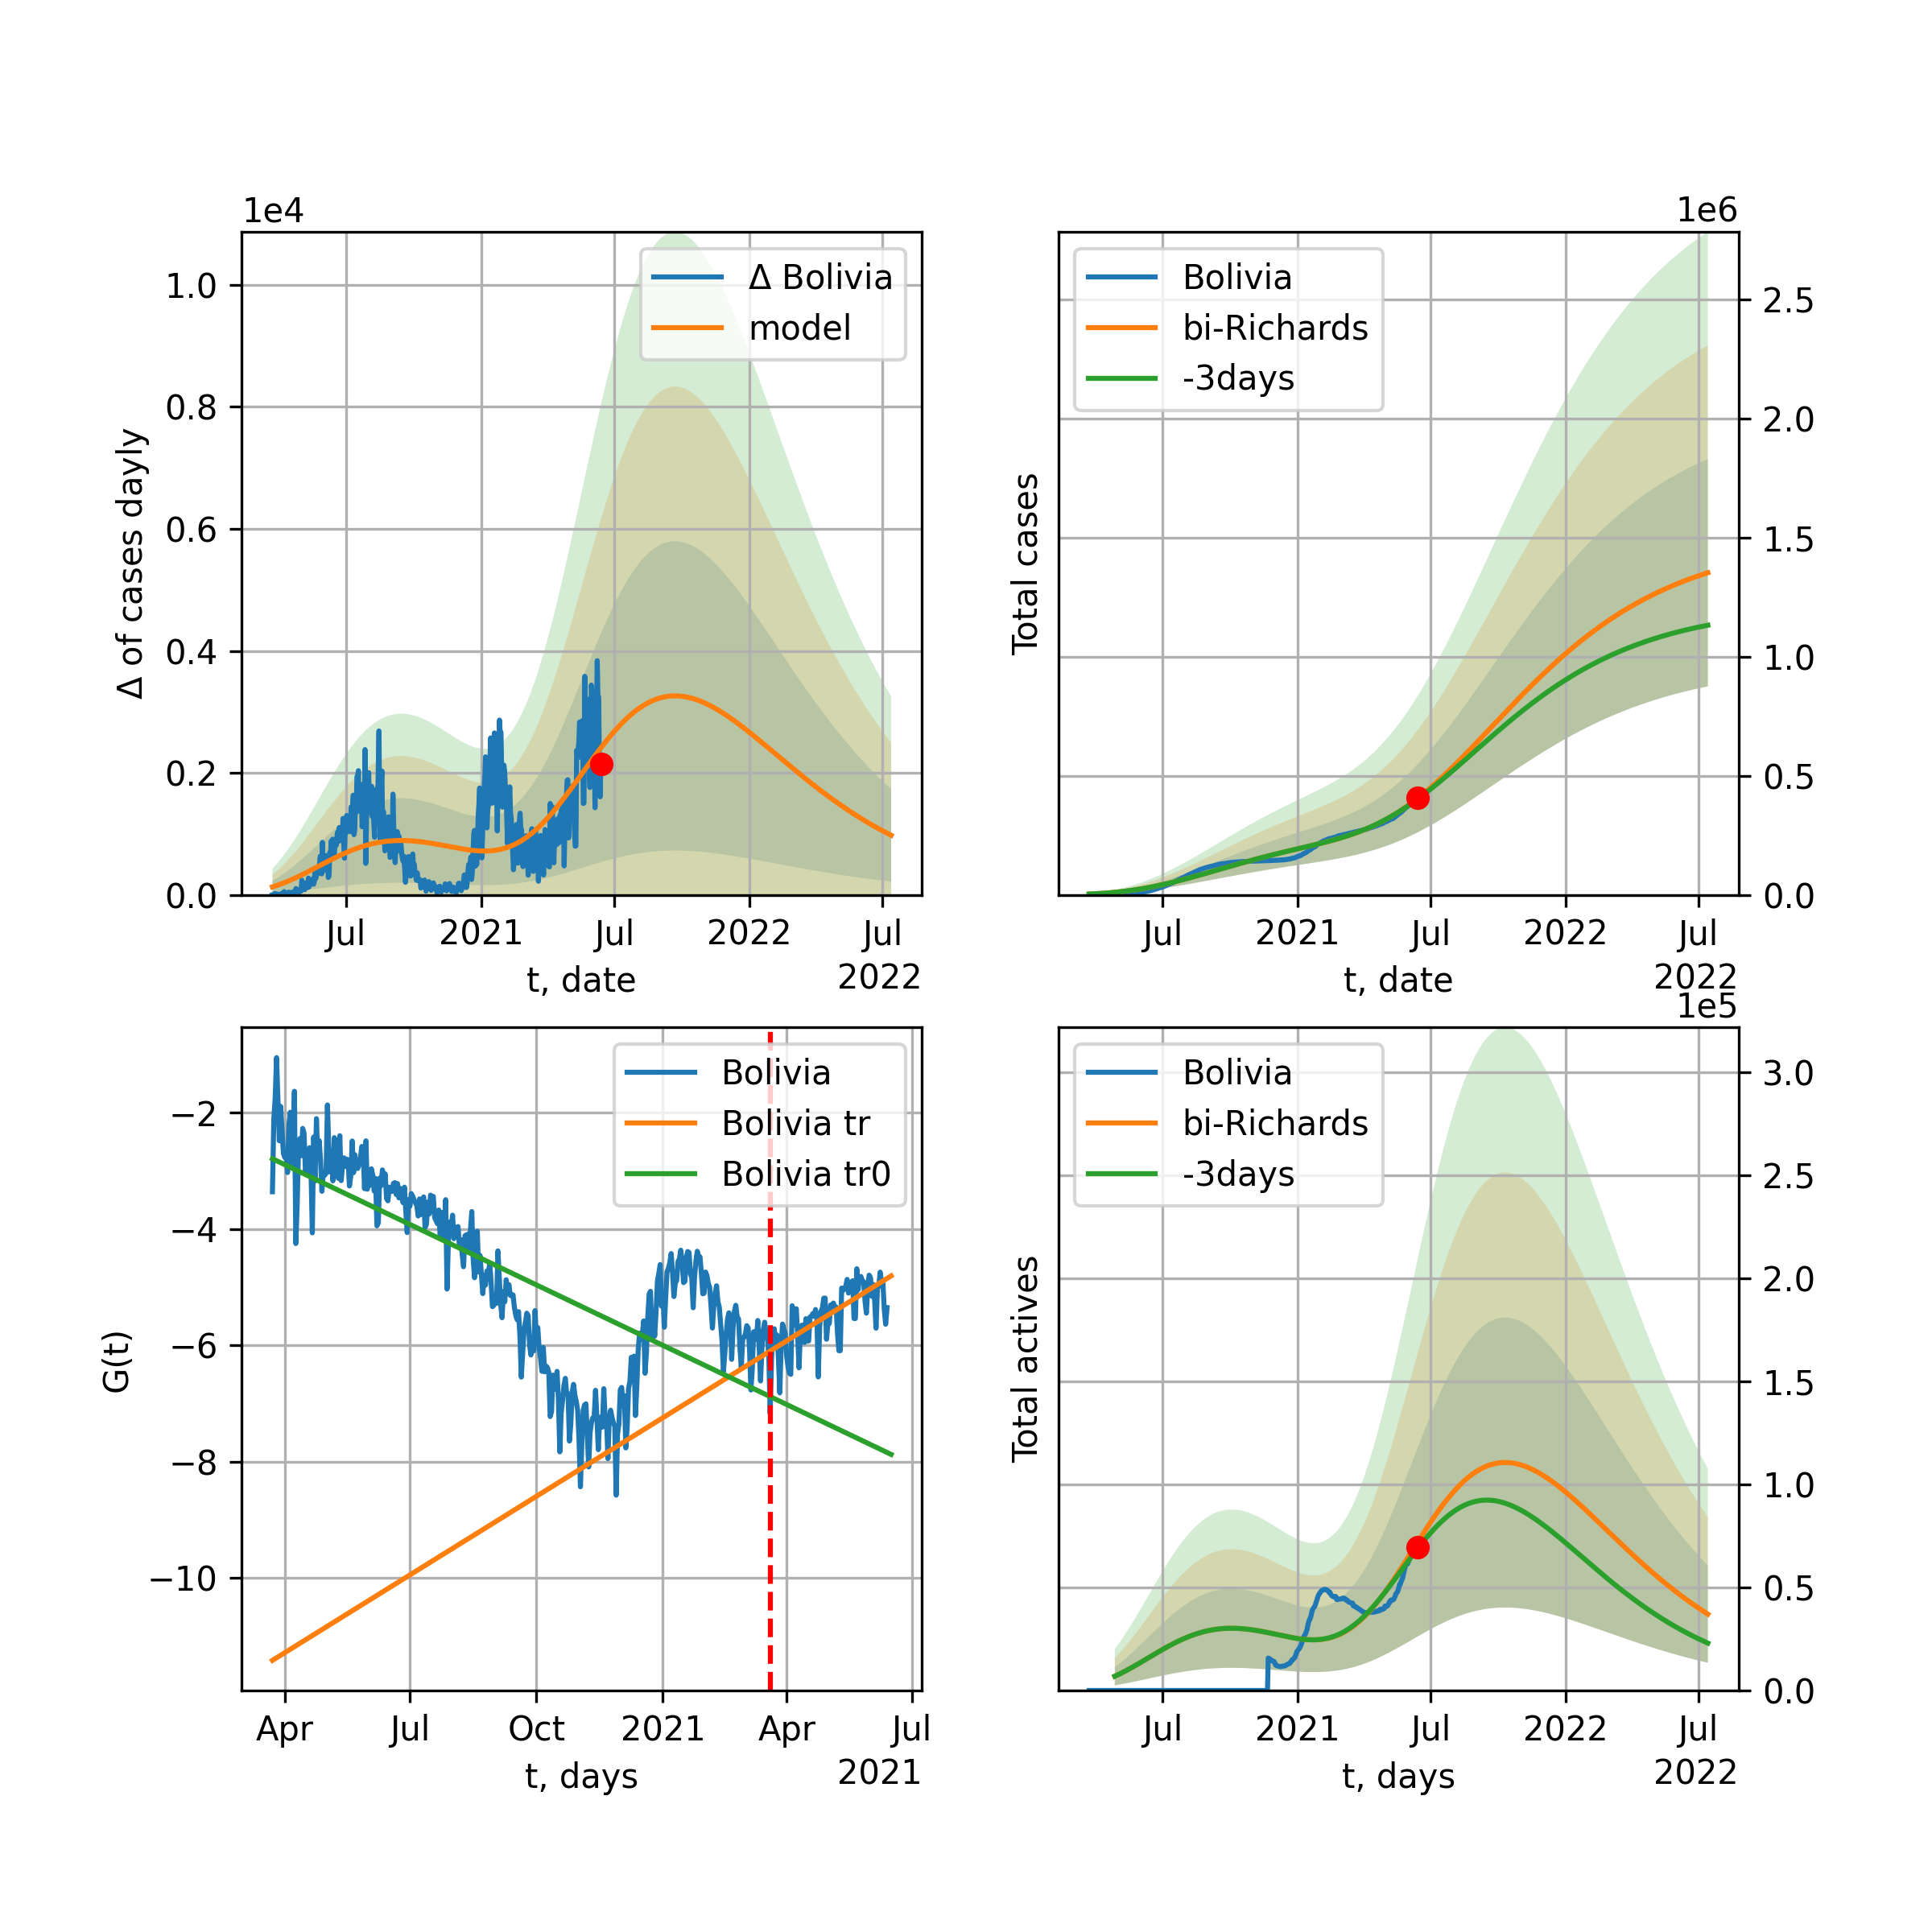 1e4
Δ of cases dayly
1.0
0.8
0.6
0.4
0.2
0.0
Δ Bolivia
model
Jul
2021
Jul
2022
Jul
2022
t, date
1e6
Total cases
Bolivia
bi-Richards
-3days
2.5
2.0
1.5
1.0
0.5
0.0
Jul
2021
Jul
2022
Jul
2022
t, date
G(t)
−2
−4
−6
−8
−10
Bolivia
Bolivia tr
Bolivia tr0
Apr
Jul
Oct
2021
Apr
Jul
2021
t, days
1e5
Total actives
Bolivia
bi-Richards
-3days
3.0
2.5
2.0
1.5
1.0
0.5
0.0
Jul
2021
Jul
2022
Jul
2022
t, days